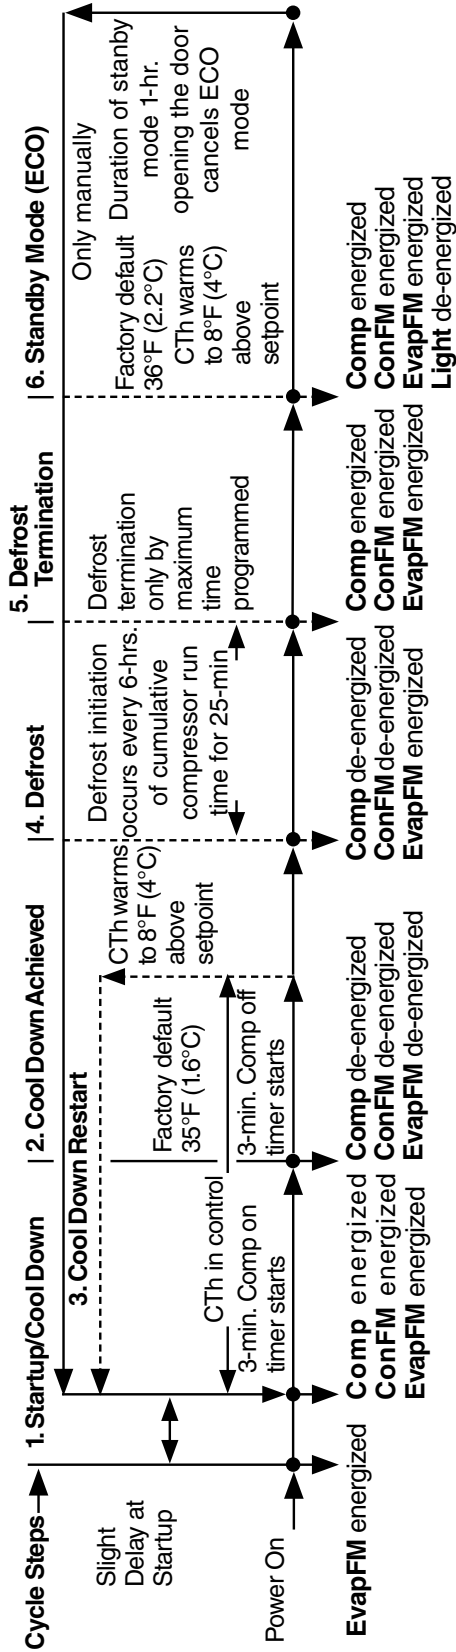 Cycle Steps
1. Startup/Cool Down
2. Cool Down Achieved
4. Defrost
5. Defrost
Termination
6. Standby Mode (ECO)
3. Cool Down Restart
Slight
Delay at
Startup
Power On
CTh in control
3-min. Comp on
timer starts
Factory default
35°F (1.6°C)
3-min. Comp off
timer starts
CTh warms
to 8°F (4°C)
above
setpoint
Defrost initiation
occurs every 6-hrs.
of cumulative
compressor run
time for 25-min
Defrost
termination
only by
maximum
time
programmed
Only manually
Factory default
36°F (2.2°C)
CTh warms
to 8°F (4°C)
above
setpoint
Duration of stanby
mode 1-hr.
opening the door
cancels ECO
mode
EvapFM energized
Comp energized
ConFM energized
EvapFM energized
Comp de-energized
ConFM de-energized
EvapFM de-energized
Comp de-energized
ConFM de-energized
EvapFM energized
Comp energized
ConFM energized
EvapFM energized
Comp energized
ConFM energized
EvapFM energized
Light de-energized